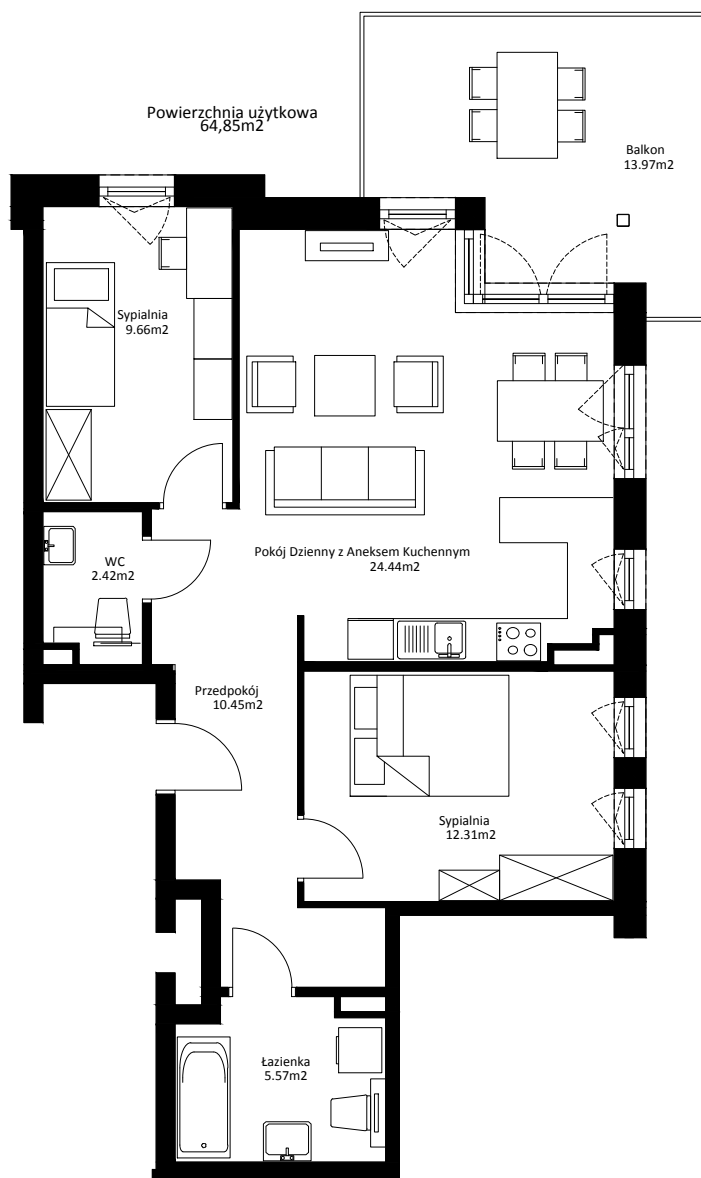 Powierzchnia użytkowa
64,85m2
Balkon
13.97m2
Sypialnia
9.66m2
WC
2.42m2
Pokój Dzienny z Aneksem Kuchennym
24.44m2
Przedpokój
10.45m2
Sypialnia
12.31m2
Łazienka
5.57m2